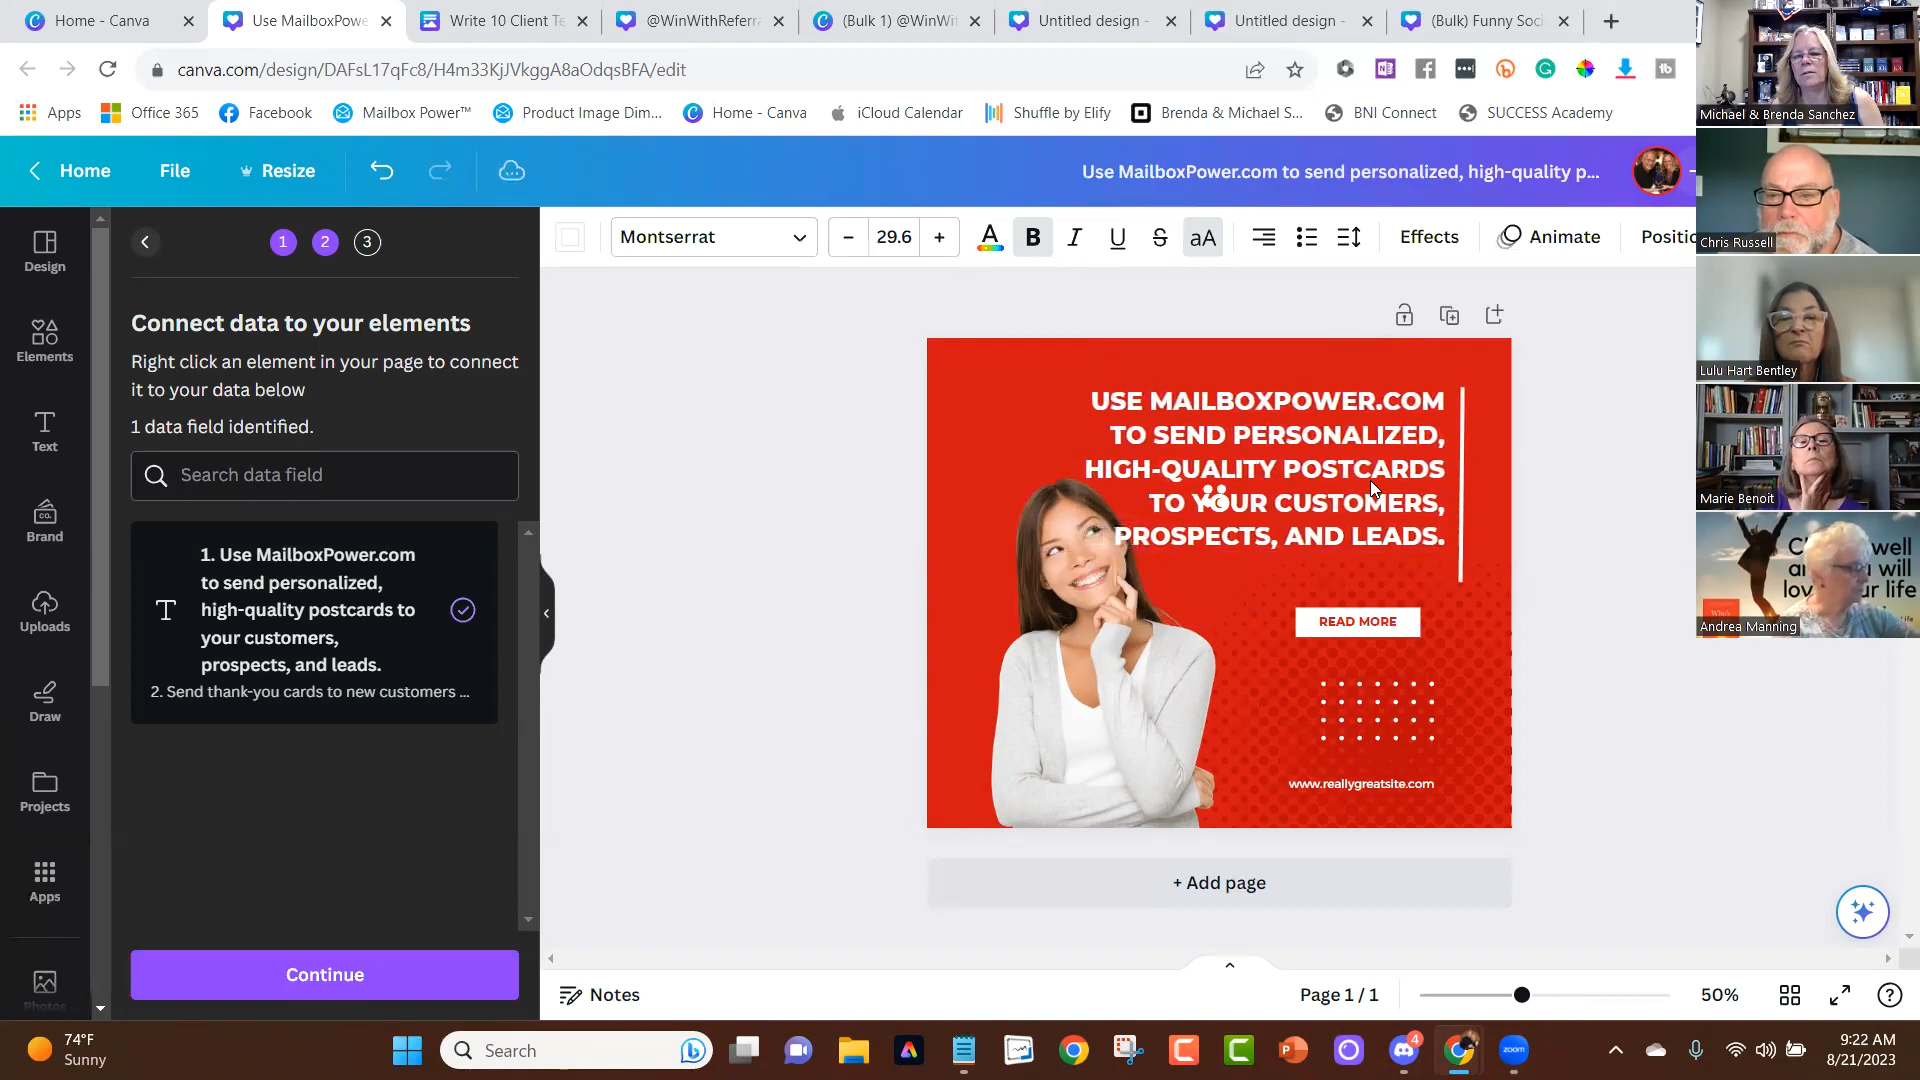 Home - Canva
Use MailboxPowe
Write 10 Client Te
@WinWithReferra
(Bulk 1) @WinWit
Untitled design -
Untitled design -
(Bulk) Funny Soci
canva.com/design/DAFsL17qFc8/H4m33KjJVkggA8aOdqsBFA/edit
Apps
Office 365
Facebook
Mailbox Power™
Product Image Dim...
Home - Canva
iCloud Calendar
Shuffle by Elify
Brenda & Michael S...
BNI Connect
SUCCESS Academy
Home
File
Resize
Use MailboxPower.com to send personalized, high-quality p...
Design
Elements
Text
Brand
Uploads
Draw
Projects
Apps
Photos
1
2
3
Connect data to your elements
Right click an element in your page to connect
it to your data below
1 data field identified.
Search data field
1. Use MailboxPower.com
to send personalized,
high-quality postcards to
your customers,
prospects, and leads.
2. Send thank-you cards to new customers ...
Continue
Montserrat
29.6
A
B
I
U
S
aA
Effects
Animate
Positio
USE MAILBOXPOWER.COM
TO SEND PERSONALIZED,
HIGH-QUALITY POSTCARDS
TO YOUR CUSTOMERS,
PROSPECTS, AND LEADS.
READ MORE
www.reallygreatsite.com
+ Add page
Notes
Page 1 / 1
50%
Michael & Brenda Sanchez
Chris Russell
Lulu Hart Bentley
Marie Benoit
Andrea Manning
74°F
Sunny
Search
4
zoom
9:22 AM
8/21/2023